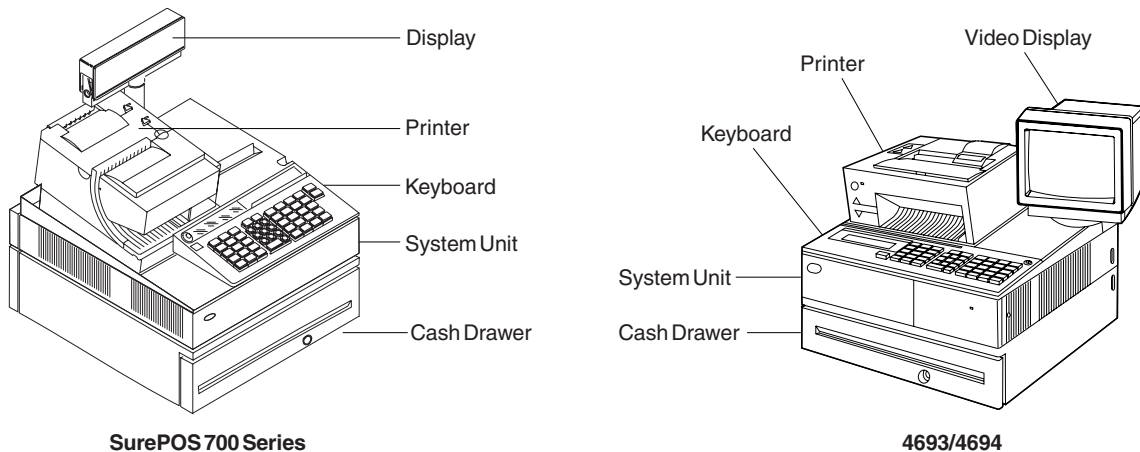 Display
Printer
Keyboard
System Unit
Cash Drawer
SurePOS 700 Series
Video Display
Printer
Keyboard
System Unit
Cash Drawer
4693/4694